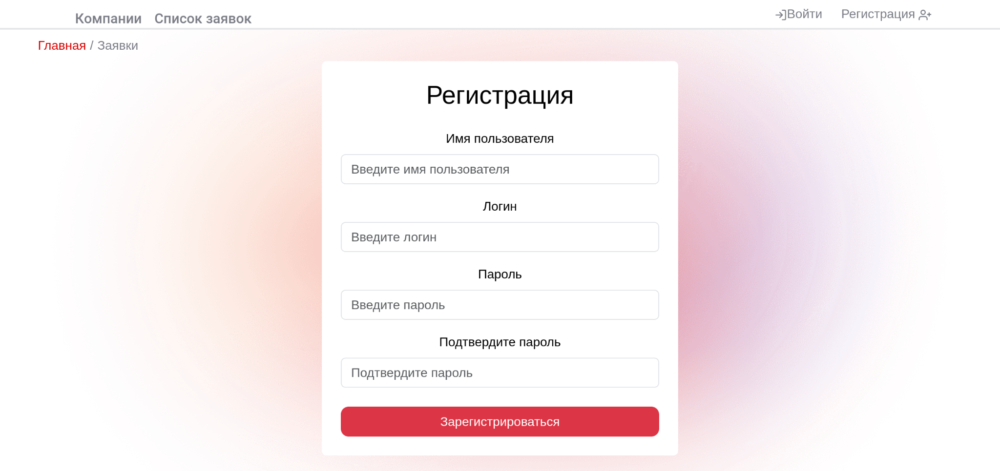 Компании Список заявок Войти Регистрация
Главная / Заявки
Регистрация
Имя пользователя
Введите имя пользователя
Логин
Введите логин
Пароль
Введите пароль
Подтвердите пароль
Подтвердите пароль
Зарегистрироваться